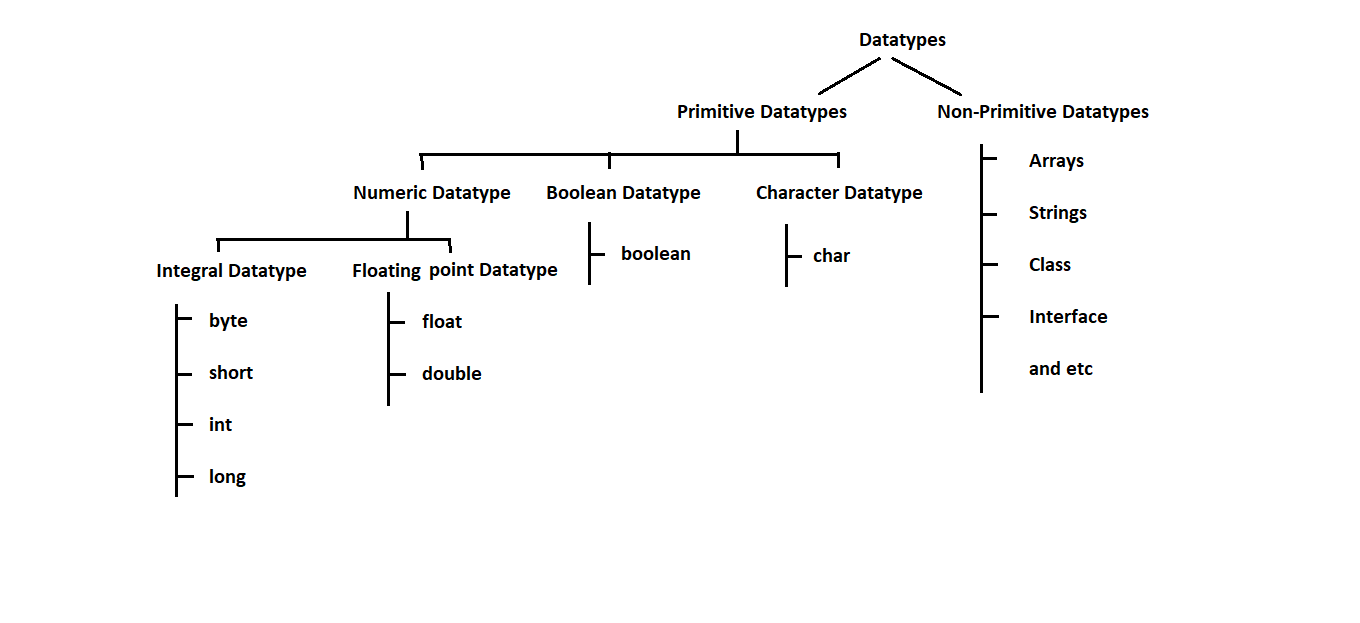 Datatypes
Primitive Datatypes
Non-Primitive Datatypes
Numeric Datatype
Boolean Datatype
Character Datatype
Integral Datatype
byte
short
int
long
Floating point Datatype
float
double
boolean
char
Arrays
Strings
Class
Interface
and etc